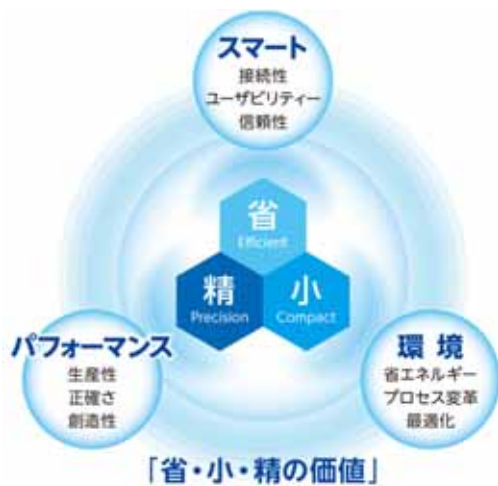 スマート
接続性
ユーザビリティー
信頼性
省
Efficient
精
Precision
小
Compact
パフォーマンス
生産性
正確さ
創造性
環境
省エネルギー
プロセス変革
最適化
「省・小・精の価値」